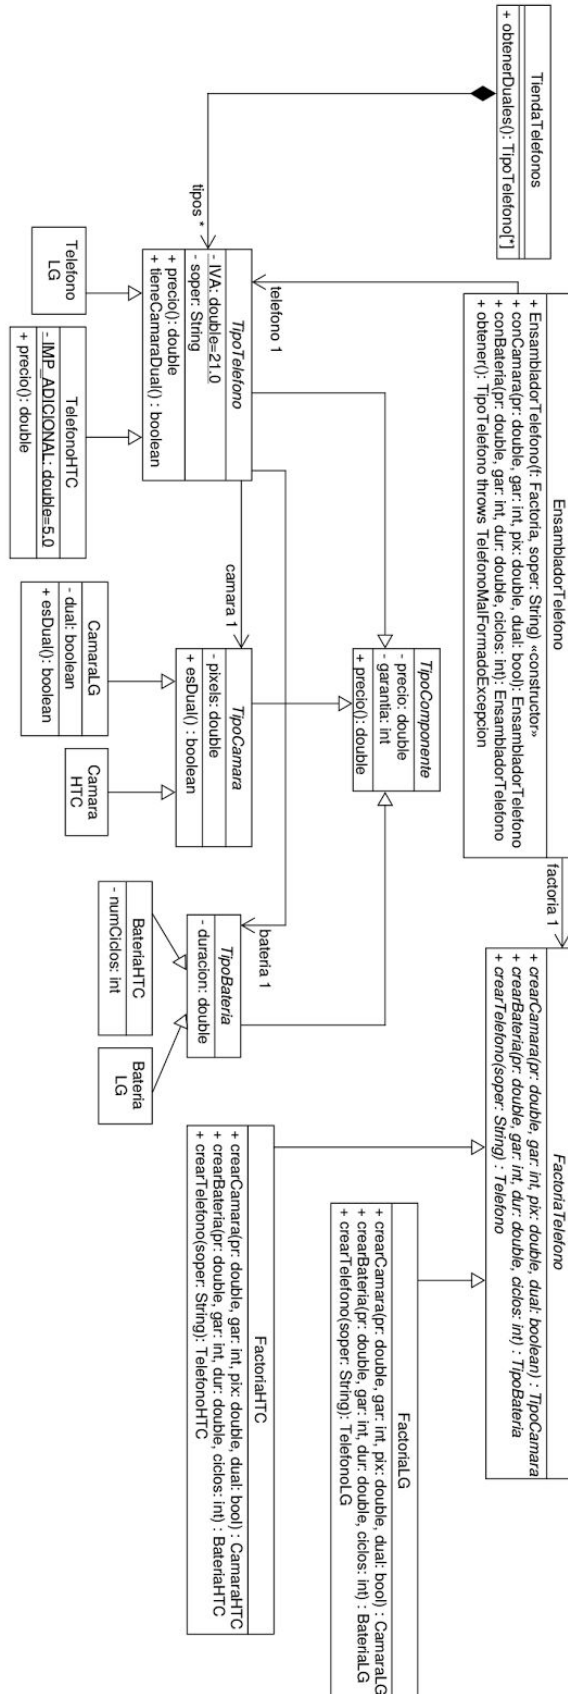 TiendaTelefonos
+ obtenerDuales(): TipoTelefono[*]
tipos *
EnsambladorTelefono
+ EnsambladorTelefono(f: Factoria, soper: String) «constructor»
+ conCamara(pr: double, gar: int, pix: double, dual: bool): EnsambladorTelefono
+ conBateria(pr: double, gar: int, dur: double, ciclos: int): EnsambladorTelefono
+ obtener(): TipoTelefono throws TelefonoMalFormadoExcepcion
telefono 1
factoria 1
FactoriaTelefono
+ crearCamara(pr: double, gar: int, pix: double, dual: boolean) : TipoCamara
+ crearBateria(pr: double, gar: int, dur: double, ciclos: int) : TipoBateria
+ crearTelefono(soper: String) : Telefono
TipoTelefono
- IVA: double=21.0
- soper: String
+ precio(): double
+ tieneCamaraDual() : boolean
TipoComponente
- precio: double
- garantia: int
+ precio(): double
camara 1
bateria 1
Telefono
LG
TelefonoHTC
- IMP_ADICIONAL: double=5.0
+ precio(): double
TipoCamara
- pixels: double
+ esDual() : boolean
CamaraLG
- dual: boolean
+ esDual(): boolean
Camara
HTC
TipoBateria
- duracion: double
BateriaHTC
- numCiclos: int
Bateria
LG
FactoriaLG
+ crearCamara(pr: double, gar: int, pix: double, dual: bool) : CamaraLG
+ crearBateria(pr: double, gar: int, dur: double, ciclos: int) : BateriaLG
+ crearTelefono(soper: String): TelefonoLG
FactoriaHTC
+ crearCamara(pr: double, gar: int, pix: double, dual: bool) : CamaraHTC
+ crearBateria(pr: double, gar: int, dur: double, ciclos: int) : BateriaHTC
+ crearTelefono(soper: String): TelefonoHTC